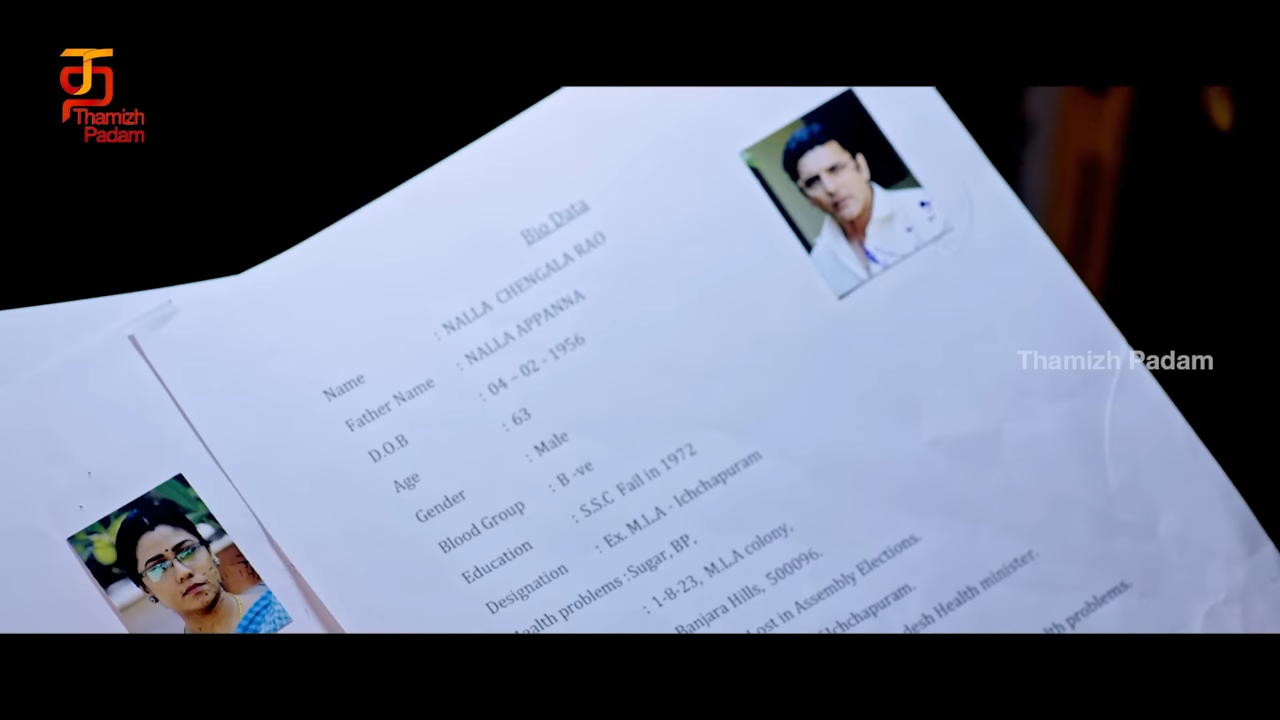 த
Thamizh
Padam
Bio Data
Name : NALLA CHENGALA RAO
Father Name : NALLA APPANNA
D.O.B : 04 – 02 - 1956
Age : 63
Gender : Male
Blood Group : B -ve
Education : S.S.C Fail in 1972
Designation : Ex. M.L.A - Ichchapuram
ealth problems : Sugar, BP,
: 1-8-23, M.L.A colony,
Banjara Hills, 500096.
Lost in Assembly Elections.
Ichchapuram.
desh Health minister.
lth problems.
Thamizh Padam